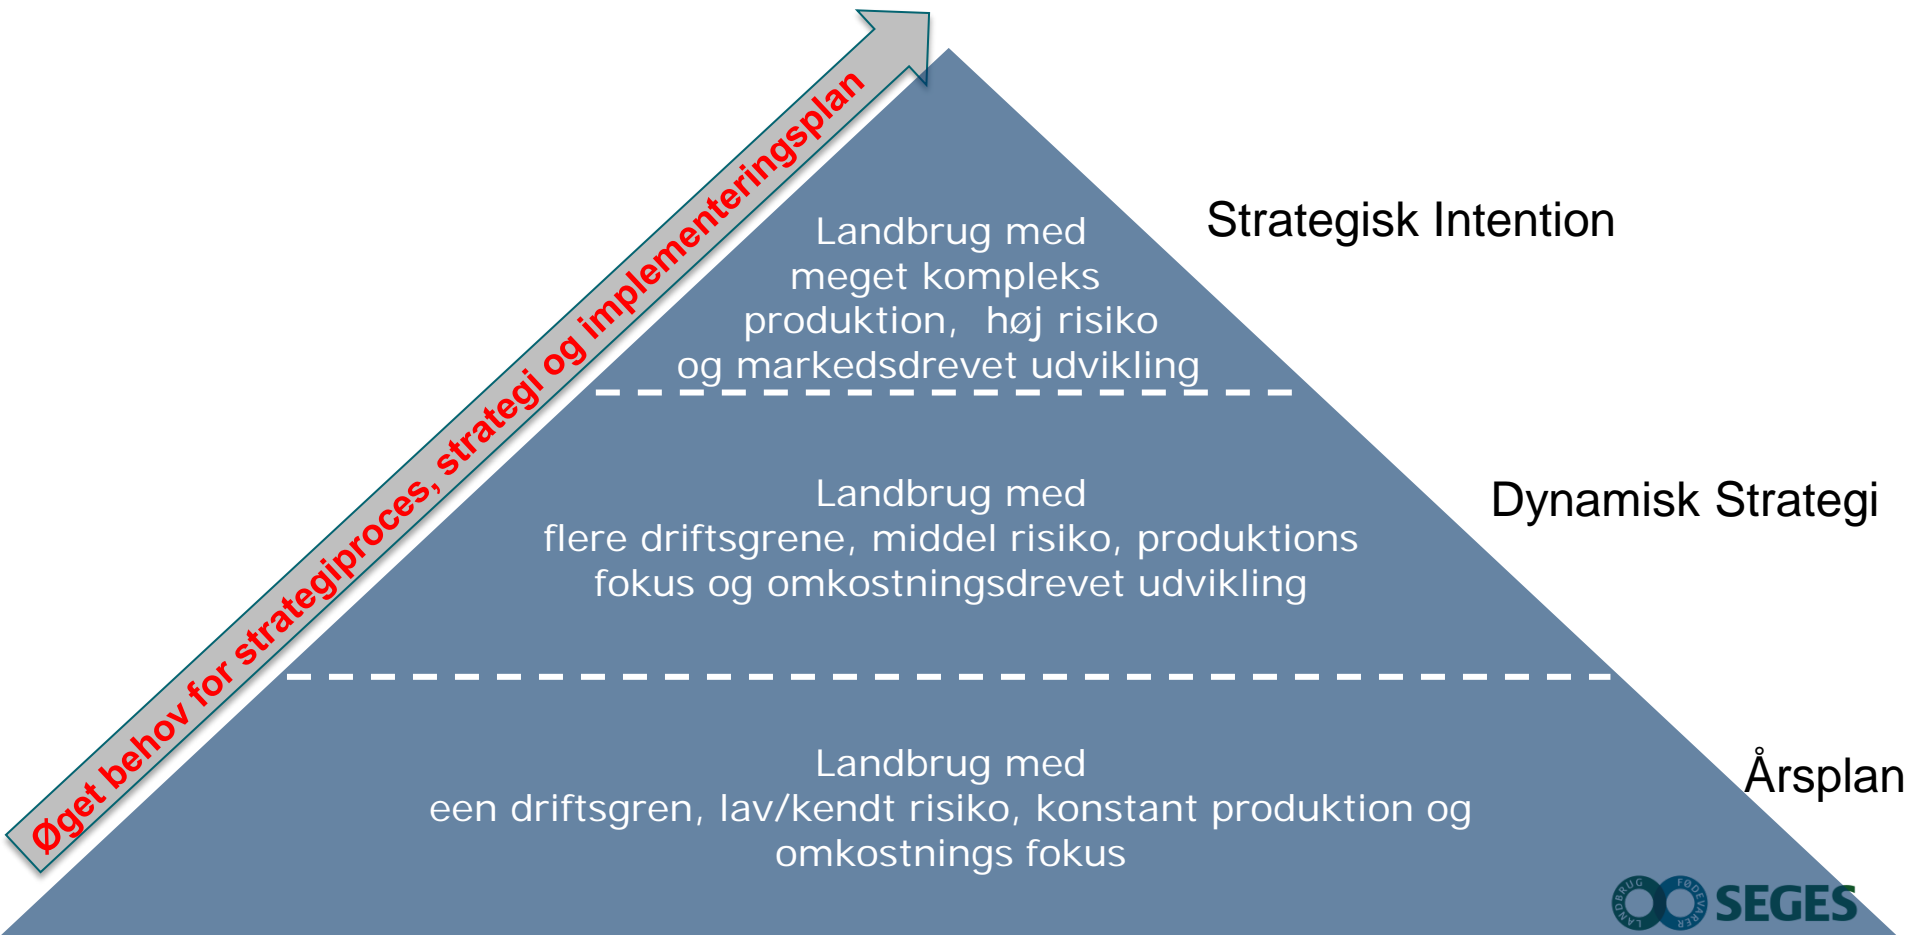 Øget behov for strategiproces, strategi og implementeringsplan
Landbrug med
meget kompleks
produktion, høj risiko
og markedsdrevet udvikling
Strategisk Intention
Landbrug med
flere driftsgrene, middel risiko, produktions
fokus og omkostningsdrevet udvikling
Dynamisk Strategi
Landbrug med
een driftsgren, lav/kendt risiko, konstant produktion og
omkostnings fokus
Årsplan
LANDBRUG
FØDEVARER
SEGES